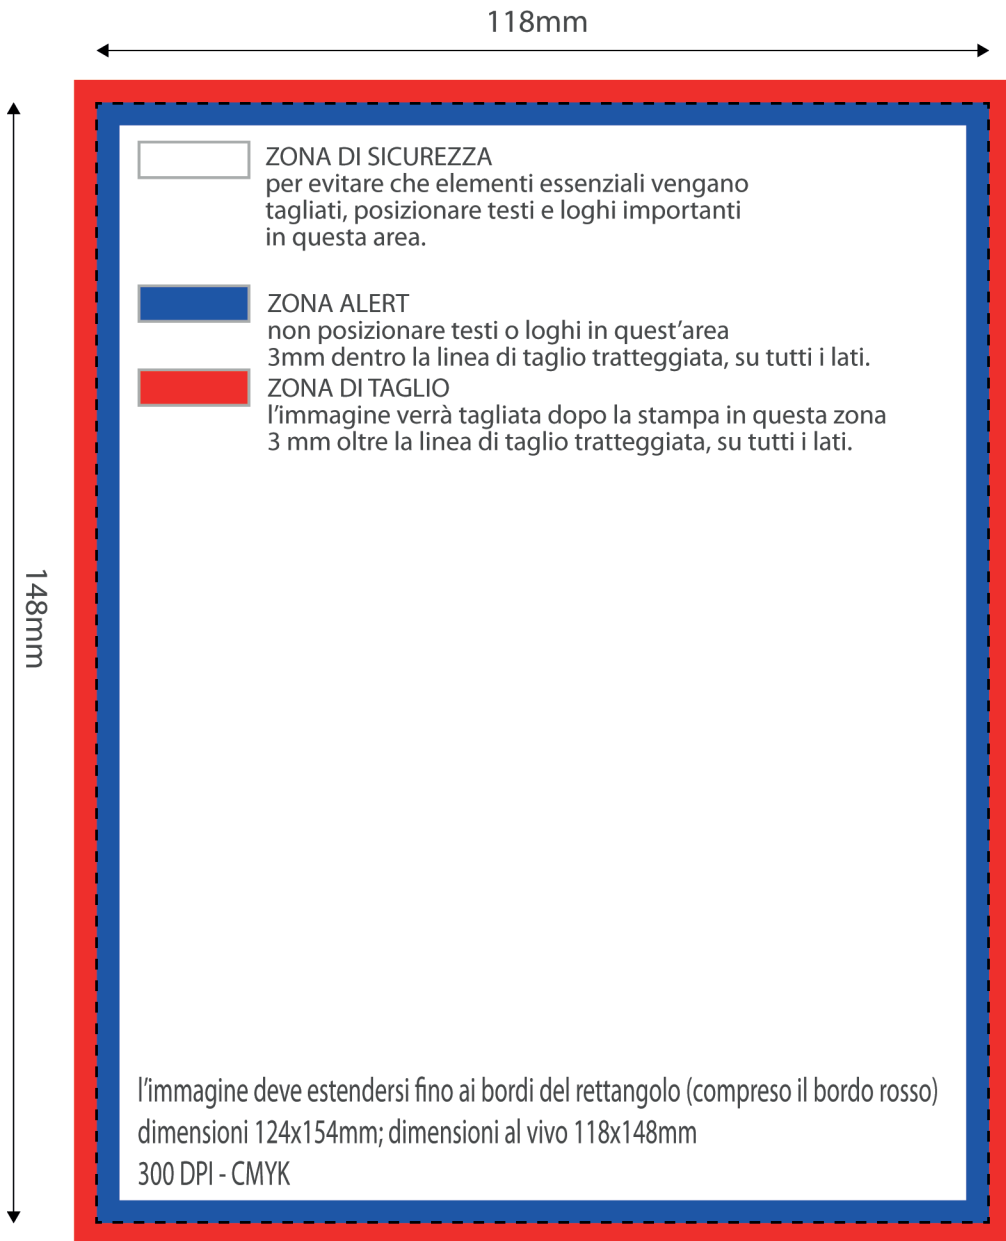 118mm
148mm
ZONA DI SICUREZZA
per evitare che elementi essenziali vengano
tagliati, posizionare testi e loghi importanti
in questa area.
ZONA ALERT
non posizionare testi o loghi in quest’area
3mm dentro la linea di taglio tratteggiata, su tutti i lati.
ZONA DI TAGLIO
l’immagine verrà tagliata dopo la stampa in questa zona
3 mm oltre la linea di taglio tratteggiata, su tutti i lati.
l’immagine deve estendersi fino ai bordi del rettangolo (compreso il bordo rosso)
dimensioni 124x154mm; dimensioni al vivo 118x148mm
300 DPI - CMYK